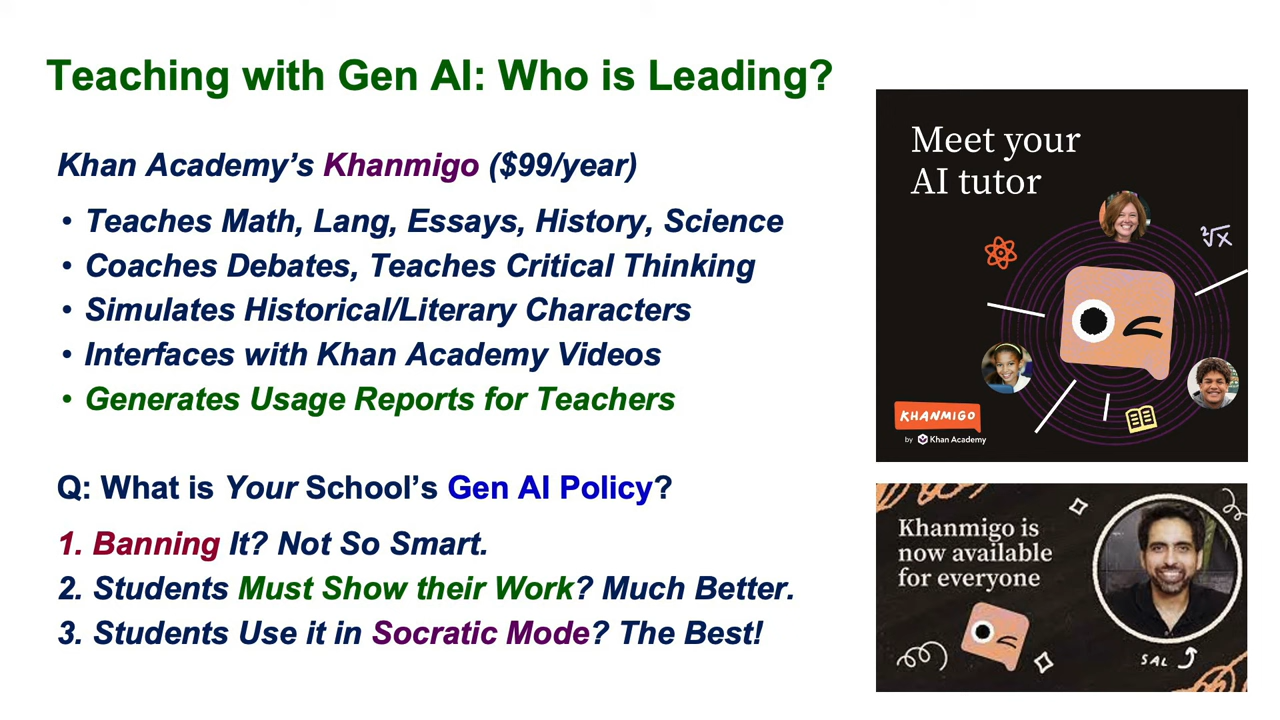 Teaching with Gen AI: Who is Leading?
Khan Academy’s Khanmigo ($99/year)
• Teaches Math, Lang, Essays, History, Science
• Coaches Debates, Teaches Critical Thinking
• Simulates Historical/Literary Characters
• Interfaces with Khan Academy Videos
• Generates Usage Reports for Teachers
Q: What is Your School’s Gen AI Policy?
1. Banning It? Not So Smart.
2. Students Must Show their Work? Much Better.
3. Students Use it in Socratic Mode? The Best!
Meet your
AI tutor
²√x
KHANMIGO
by Khan Academy
Khanmigo is
now available
for everyone
SAL